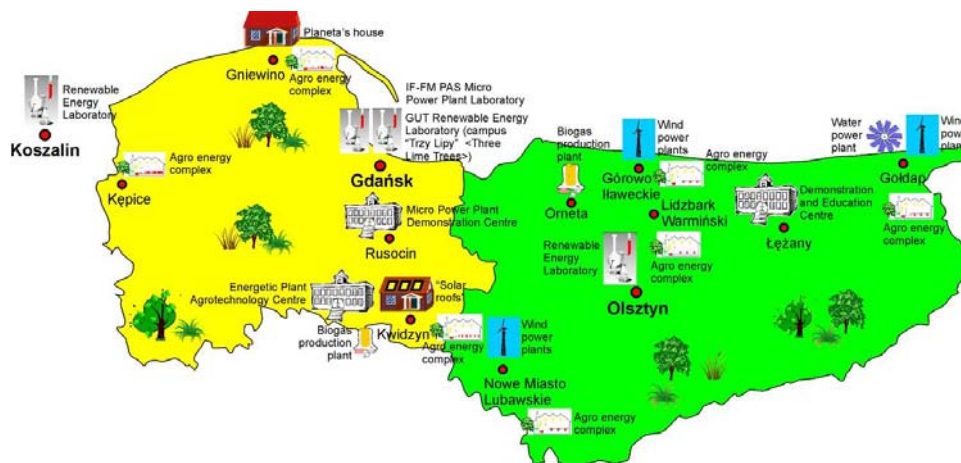 Planeta's house
Gniewino
Agro energy
complex
Renewable
Energy
Laboratory
Koszalin
IF-FM PAS Micro
Power Plant Laboratory
GUT Renewable Energy
Laboratory (campus
"Trzy Lipy" <Three
Lime Trees>)
Gdańsk
Agro energy
complex
Kępice
Micro Power Plant
Demonstration Centre
Rusocin
Energetic Plant
Agrotechnology Centre
"Solar
roofs"
Biogas
production
plant
Kwidzyn
Agro energy
complex
Wind
power
plants
Nowe Miasto
Lubawskie
Agro energy
complex
Biogas
production
plant
Orneta
Wind
power
plants
Agro energy
complex
Górowo
Iławeckie
Lidzbark
Warmiński
Renewable
Energy
Laboratory
Agro energy
complex
Olsztyn
Demonstration
and Education
Centre
Łężany
Water
power
plant
Wind
power
plant
Gołdap
Agro energy
complex